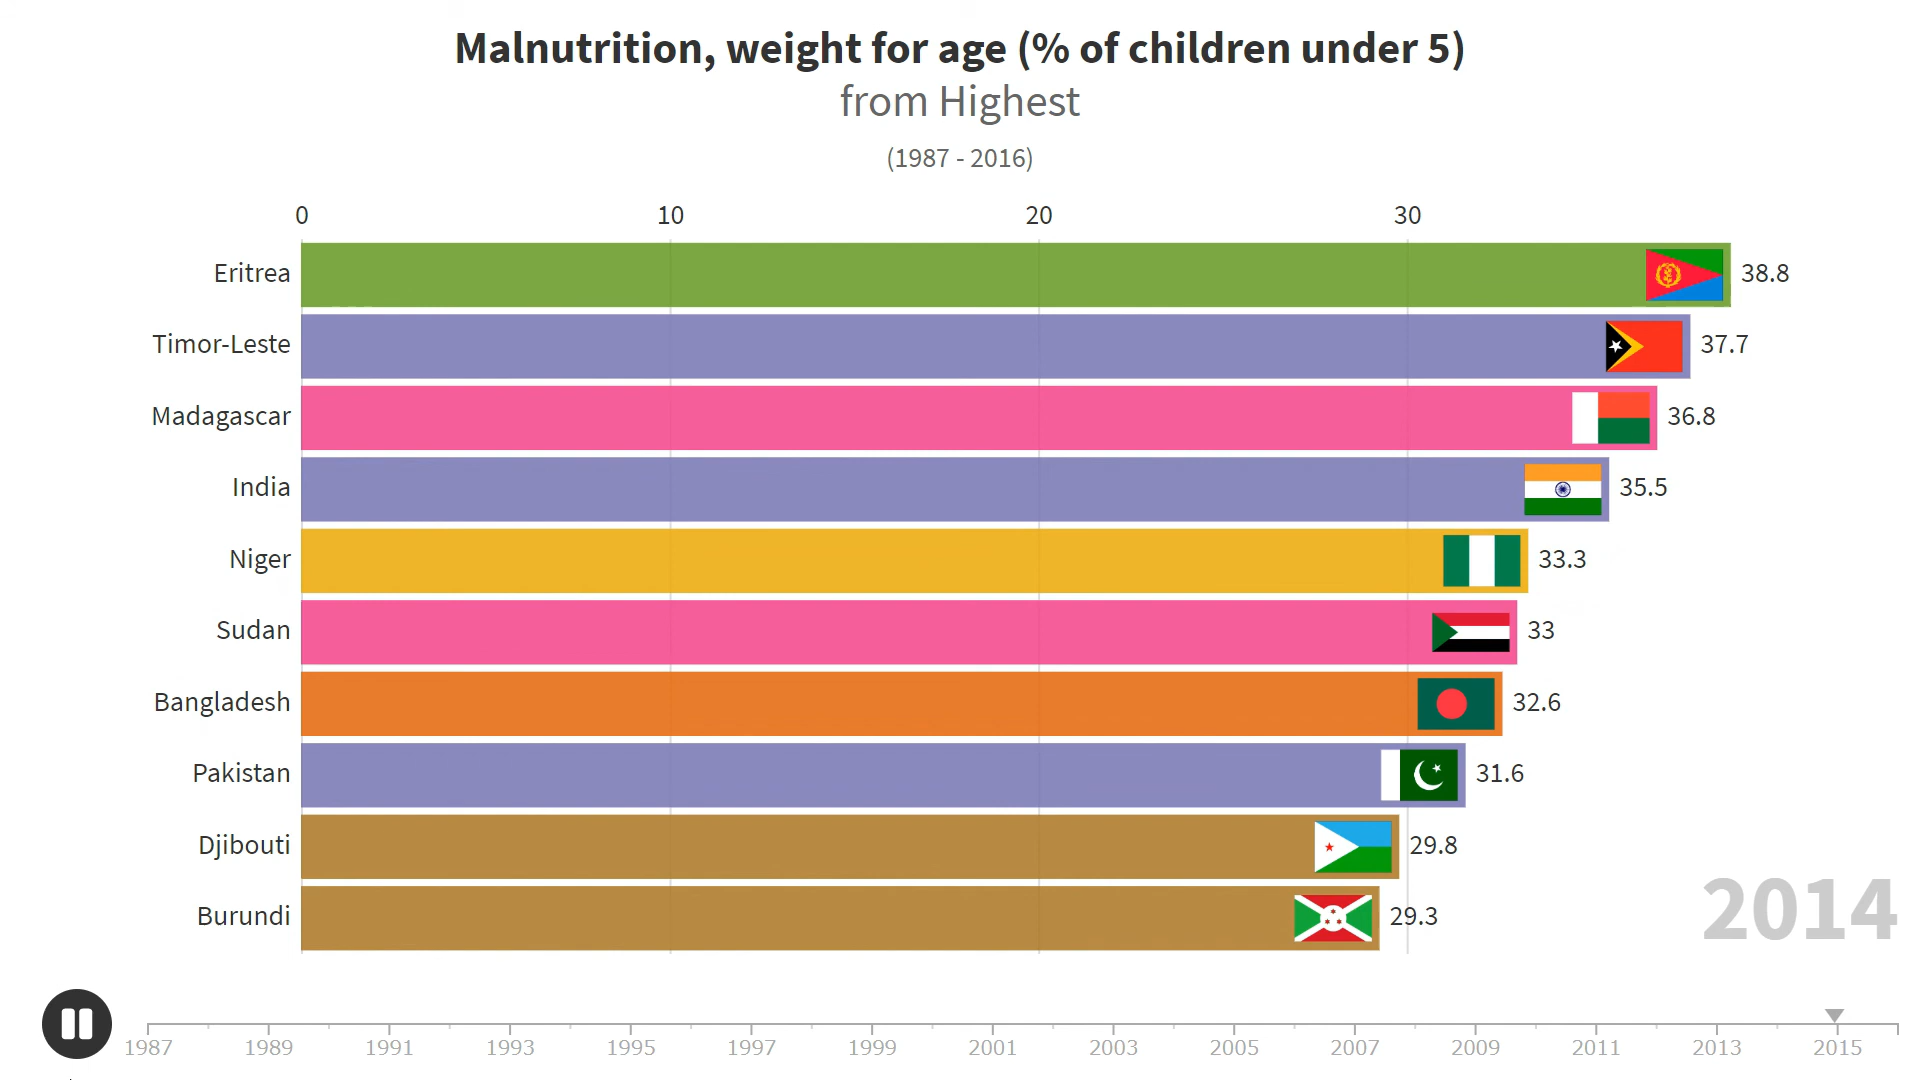 Malnutrition, weight for age (% of children under 5)
from Highest
(1987 - 2016)
0 10 20 30
Eritrea 38.8
Timor-Leste 37.7
Madagascar 36.8
India 35.5
Niger 33.3
Sudan 33
Bangladesh 32.6
Pakistan 31.6
Djibouti 29.8
Burundi 29.3
2014
1987 1989 1991 1993 1995 1997 1999 2001 2003 2005 2007 2009 2011 2013 2015